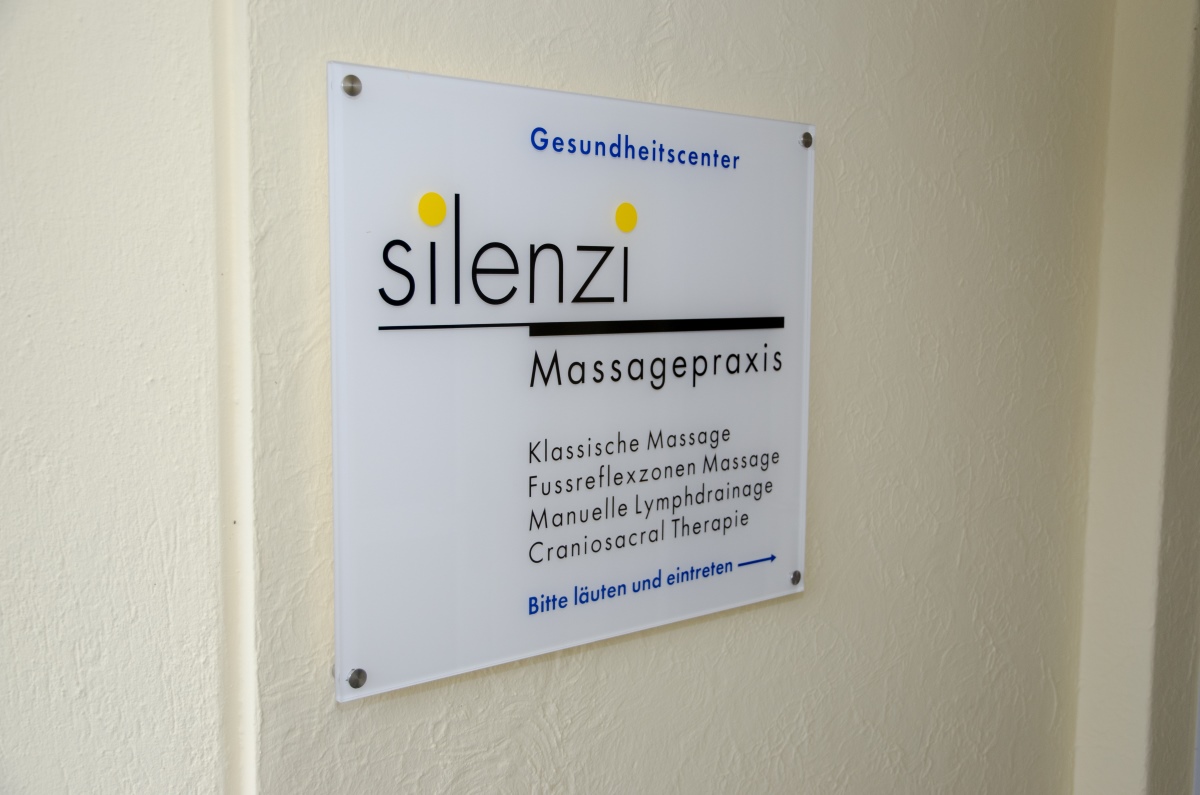 Gesundheitscenter
silenzi
Massagepraxis
Klassische Massage
Fussreflexzonen Massage
Manuelle Lymphdrainage
Craniosacral Therapie
Bitte läuten und eintreten →